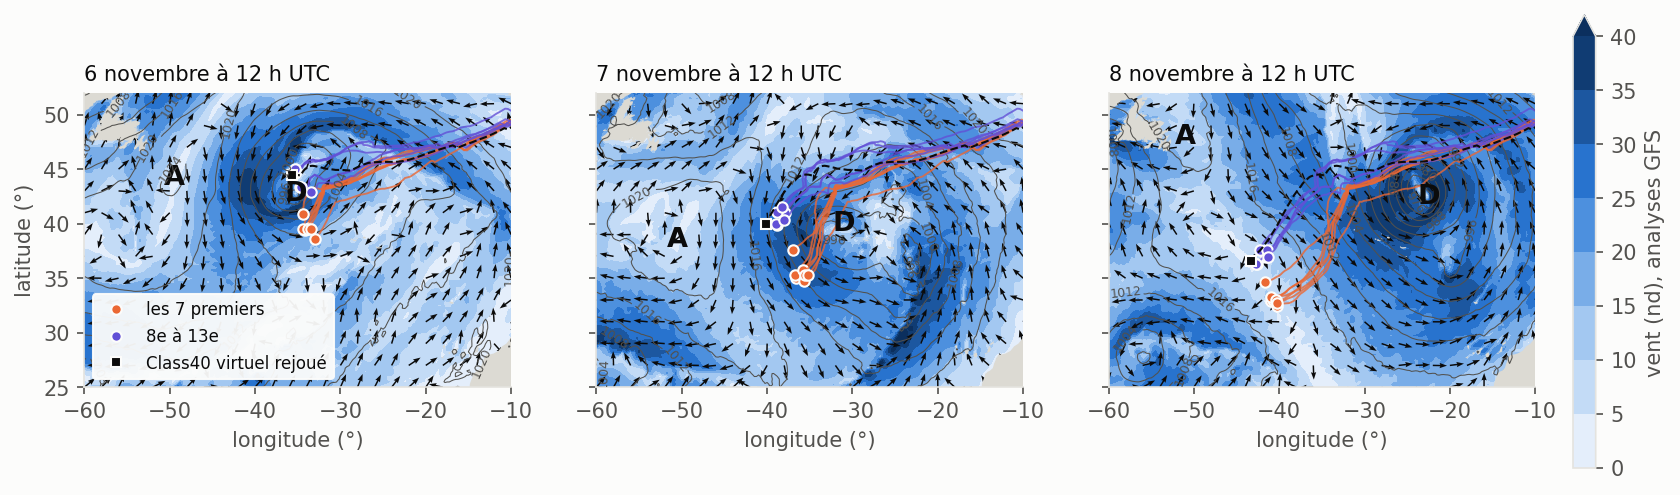 6 novembre à 12 h UTC
7 novembre à 12 h UTC
8 novembre à 12 h UTC
50
45
40
35
30
25
latitude (°)
A
D
les 7 premiers
8e à 13e
Class40 virtuel rejoué
−60 −50 −40 −30 −20 −10
longitude (°)
A
D
1020
1016
1012
−60 −50 −40 −30 −20 −10
longitude (°)
A
D
1012
1016
−60 −50 −40 −30 −20 −10
longitude (°)
40
35
30
25
20
15
10
5
0
vent (nd), analyses GFS